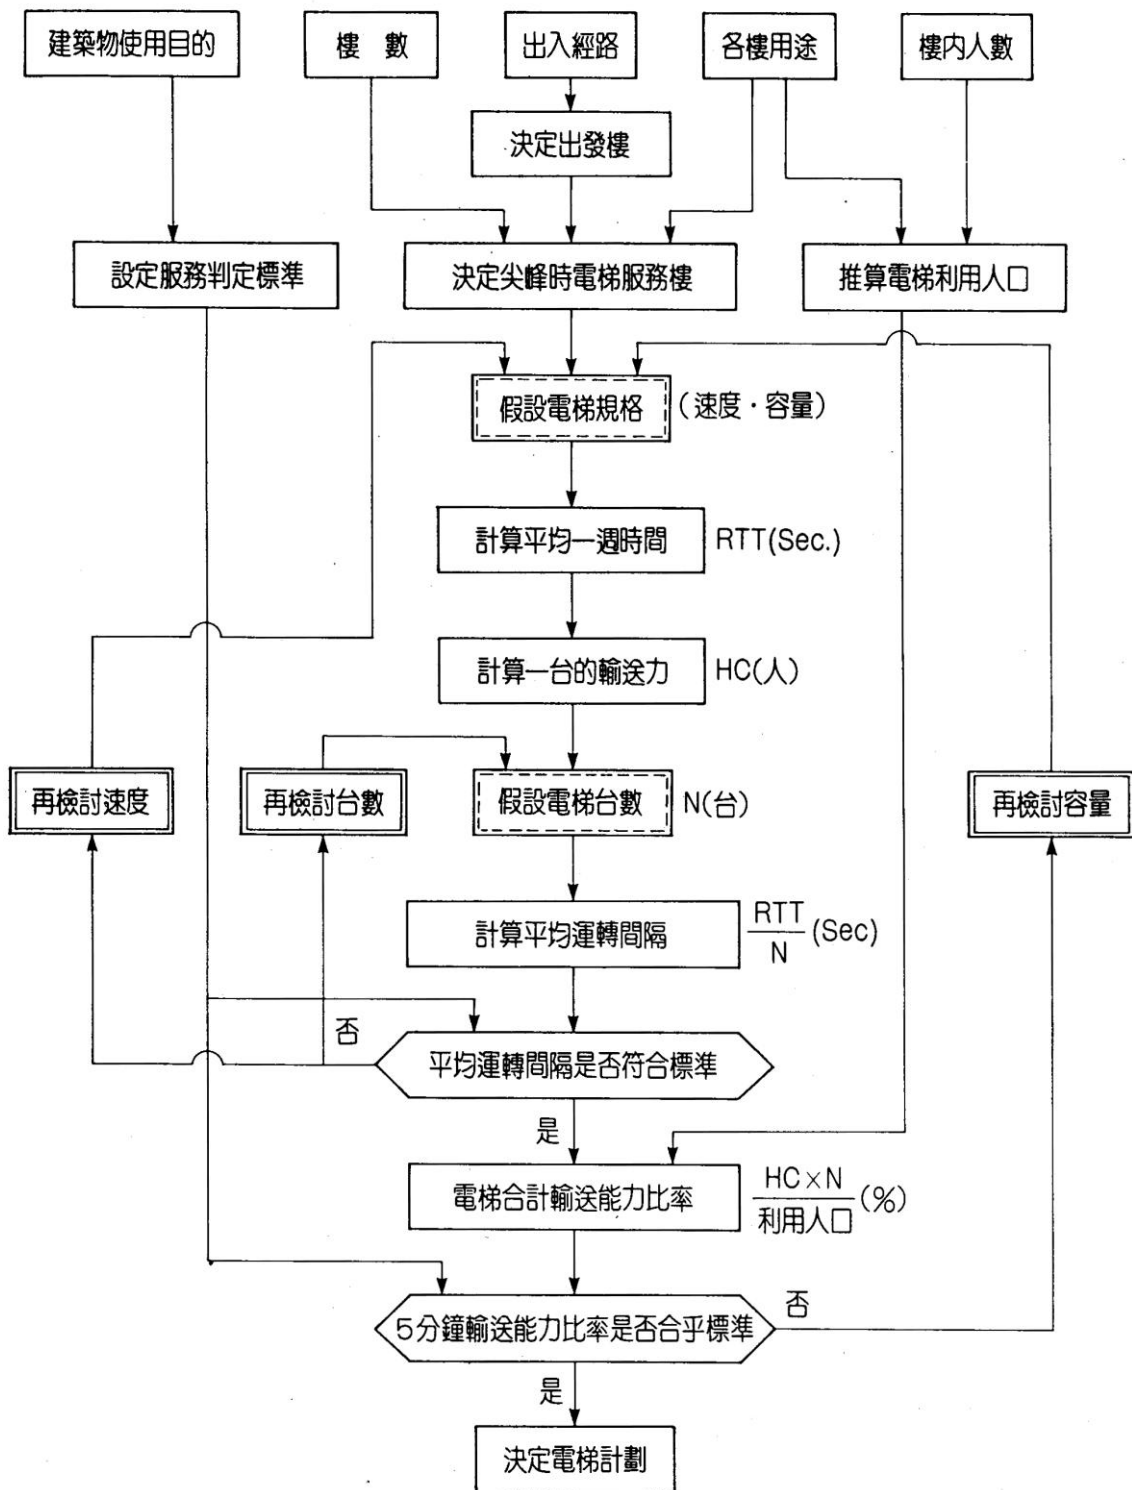 建築物使用目的
樓 數
出入經路
各樓用途
樓內人數
決定出發樓
設定服務判定標準
決定尖峰時電梯服務樓
推算電梯利用人口
假設電梯規格
(速度・容量)
計算平均一週時間
RTT(Sec.)
計算一台的輸送力
HC(人)
再檢討速度
再檢討台數
假設電梯台數
N(台)
再檢討容量
計算平均運轉間隔
RTT
N
(Sec)
否
平均運轉間隔是否符合標準
是
電梯合計輸送能力比率
HC×N
利用人口
(%)
5分鐘輸送能力比率是否合乎標準
否
是
決定電梯計劃